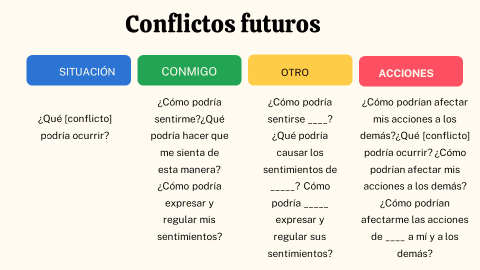 Conflictos futuros
SITUACIÓN
¿Qué [conflicto]
podría ocurrir?
CONMIGO
¿Cómo podría
sentirme?¿Qué
podría hacer que
me sienta de
esta manera?
¿Cómo podría
expresar y
regular mis
sentimientos?
OTRO
¿Cómo podría
sentirse ____?
¿Qué podría
causar los
sentimientos de
_____? Cómo
podría _____
expresar y
regular sus
sentimientos?
ACCIONES
¿Cómo podrían afectar
mis acciones a los
demás?¿Qué [conflicto]
podría ocurrir? ¿Cómo
podrían afectar mis
acciones a los demás?
¿Cómo podrían
afectarme las acciones
de ____ a mí y a los
demás?